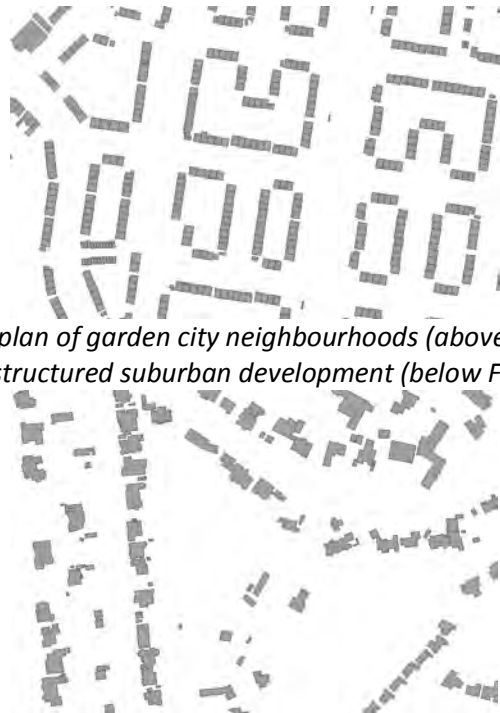 plan of garden city neighbourhoods (above
structured suburban development (below F